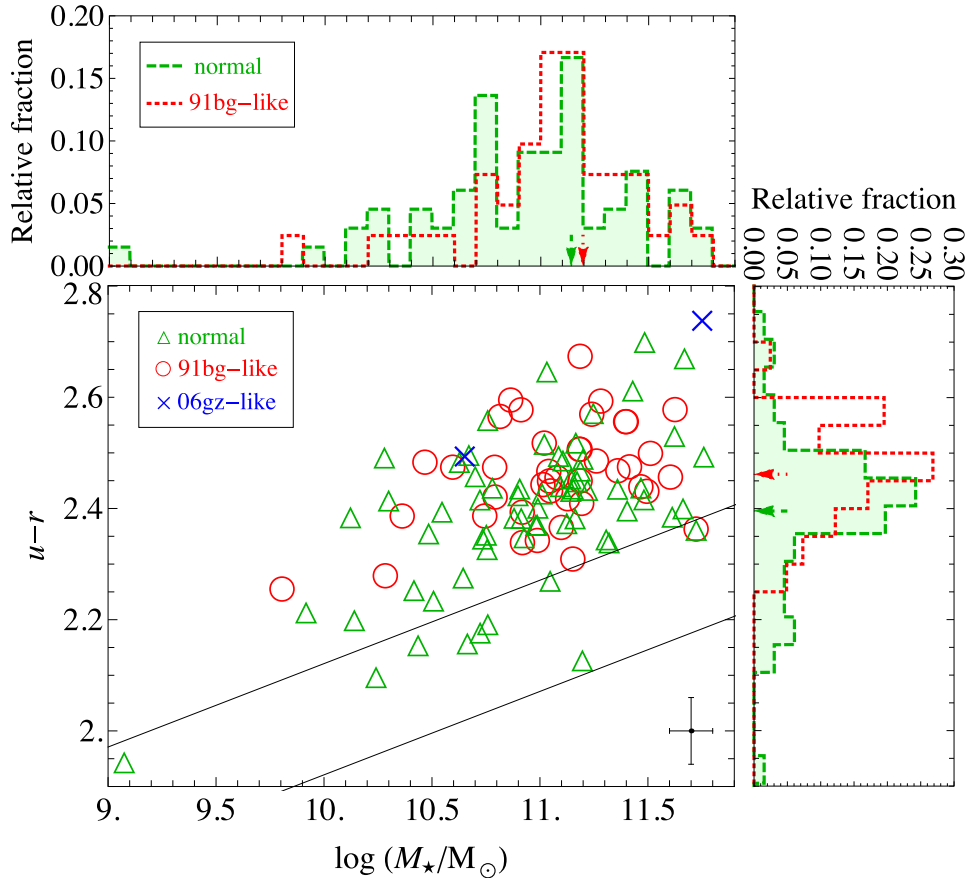 0.20
0.15
0.10
0.05
0.00
Relative fraction
normal
91bg−like
Relative fraction
0.00 0.05 0.10 0.15 0.20 0.25 0.30
2.8
2.6
2.4
2.2
2.
u−r
normal
91bg−like
06gz−like
9. 9.5 10. 10.5 11. 11.5
log (M⋆/M⊙)